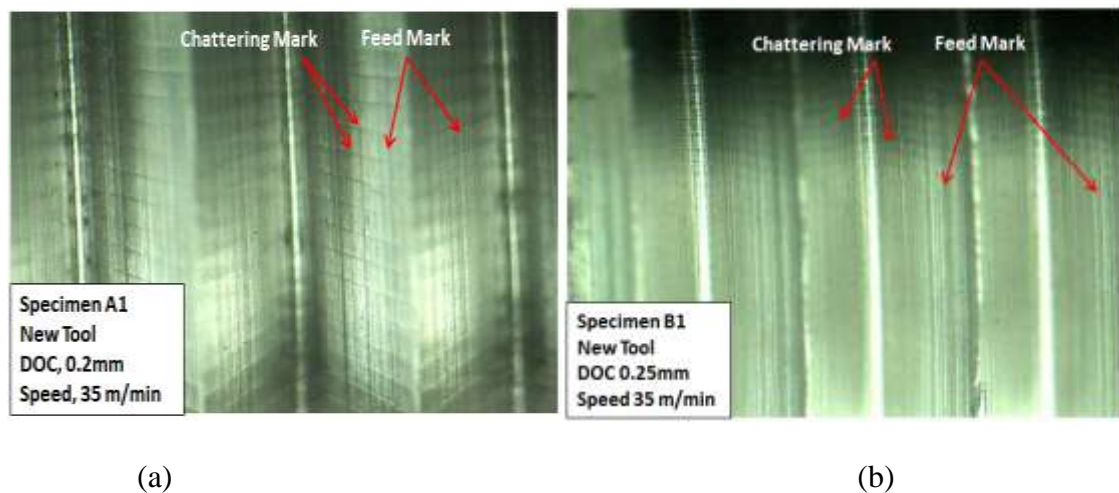 Chattering Mark
Feed Mark
Specimen A1
New Tool
DOC, 0.2mm
Speed, 35 m/min
(a)
Chattering Mark
Feed Mark
Specimen B1
New Tool
DOC 0.25mm
Speed 35 m/min
(b)